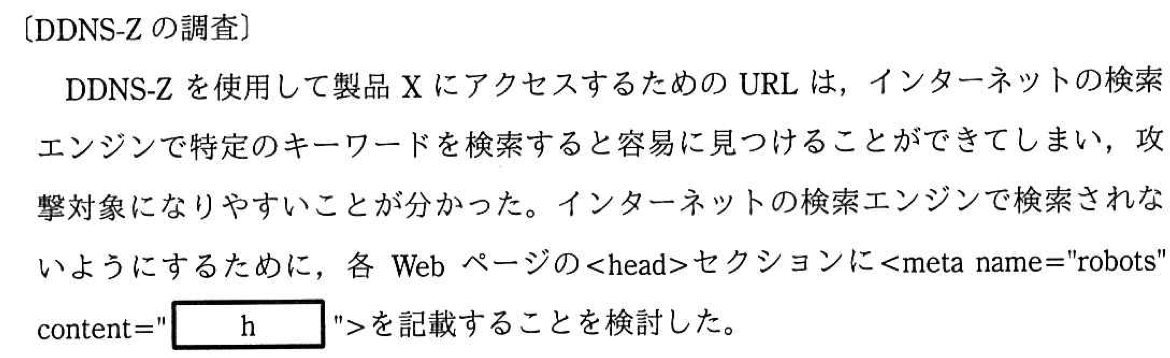 〔DDNS-Z の調査〕
DDNS-Z を使用して製品 X にアクセスするための URL は，インターネットの検索
エンジンで特定のキーワードを検索すると容易に見つけることができてしまい，攻
撃対象になりやすいことが分かった。インターネットの検索エンジンで検索されな
いようにするために，各 Web ページの<head>セクションに<meta name="robots"
content=" h ">を記載することを検討した。